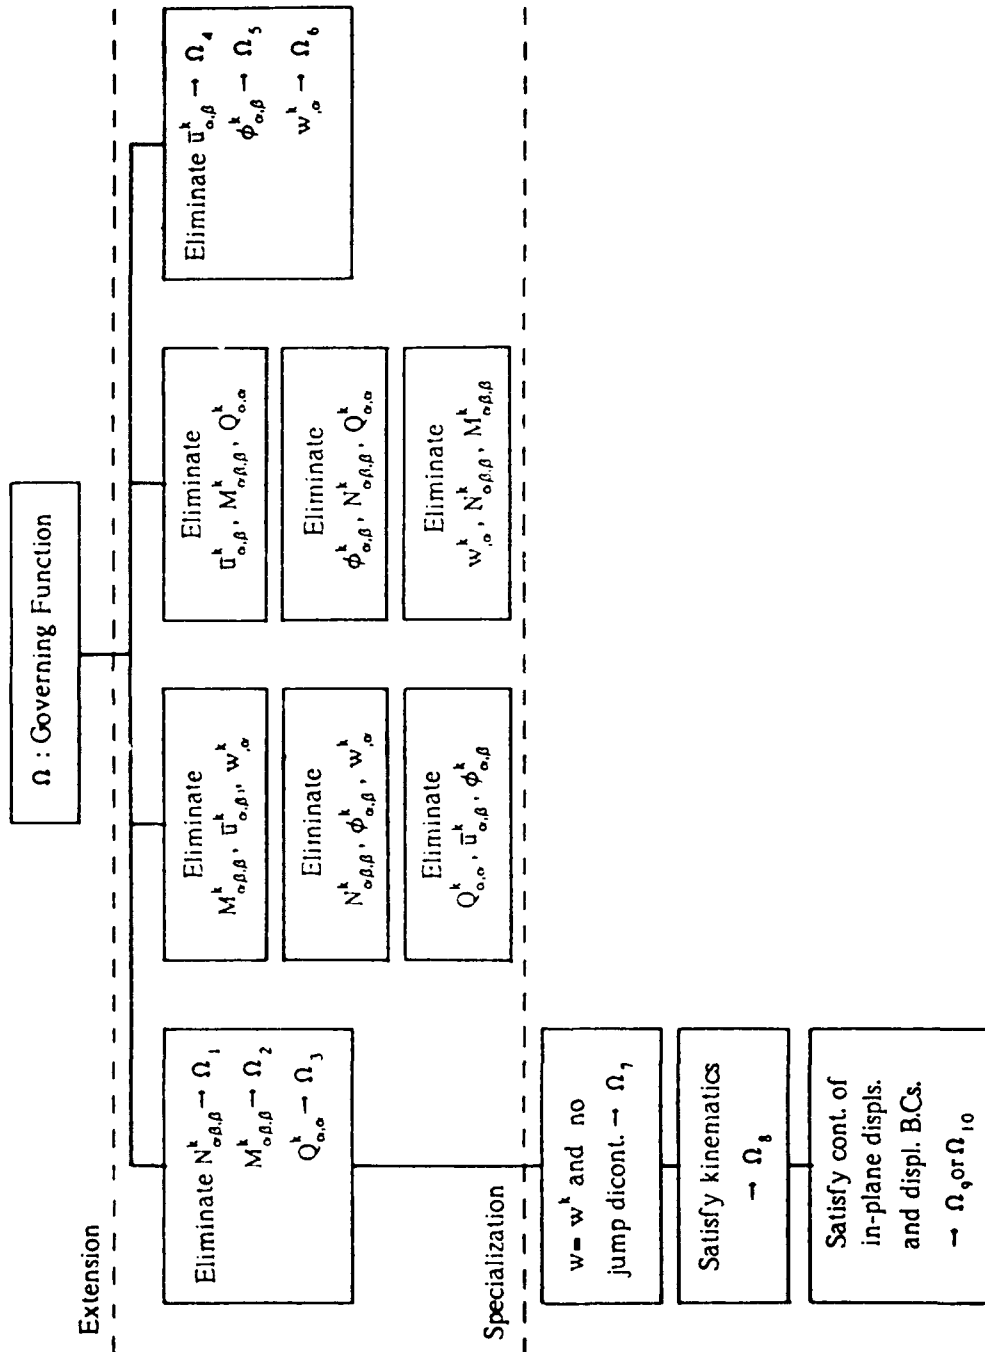 Ω : Governing Function
Extension
Eliminate N^k_{αβ,β} → Ω_1
M^k_{αβ,β} → Ω_2
Q^k_{α,α} → Ω_3
Eliminate
M^k_{αβ,β}, ū^k_{α,β}, w^k_{,α}
Eliminate
N^k_{αβ,β}, ϕ^k_{α,β}, w^k_{,α}
Eliminate
Q^k_{α,α}, ū^k_{α,β}, ϕ^k_{α,β}
Eliminate
ū^k_{α,β}, M^k_{αβ,β}, Q^k_{α,α}
Eliminate
ϕ^k_{α,β}, N^k_{αβ,β}, Q^k_{α,α}
Eliminate
w^k_{,α}, N^k_{αβ,β}, M^k_{αβ,β}
Eliminate ū^k_{α,β} → Ω_4
ϕ^k_{α,β} → Ω_5
w^k_{,α} → Ω_6
Specialization
w= w^k and no
jump dicont. → Ω_7
Satisfy kinematics
→ Ω_8
Satisfy cont. of
in-plane displs.
and displ. B.Cs.
→ Ω_9 or Ω_10